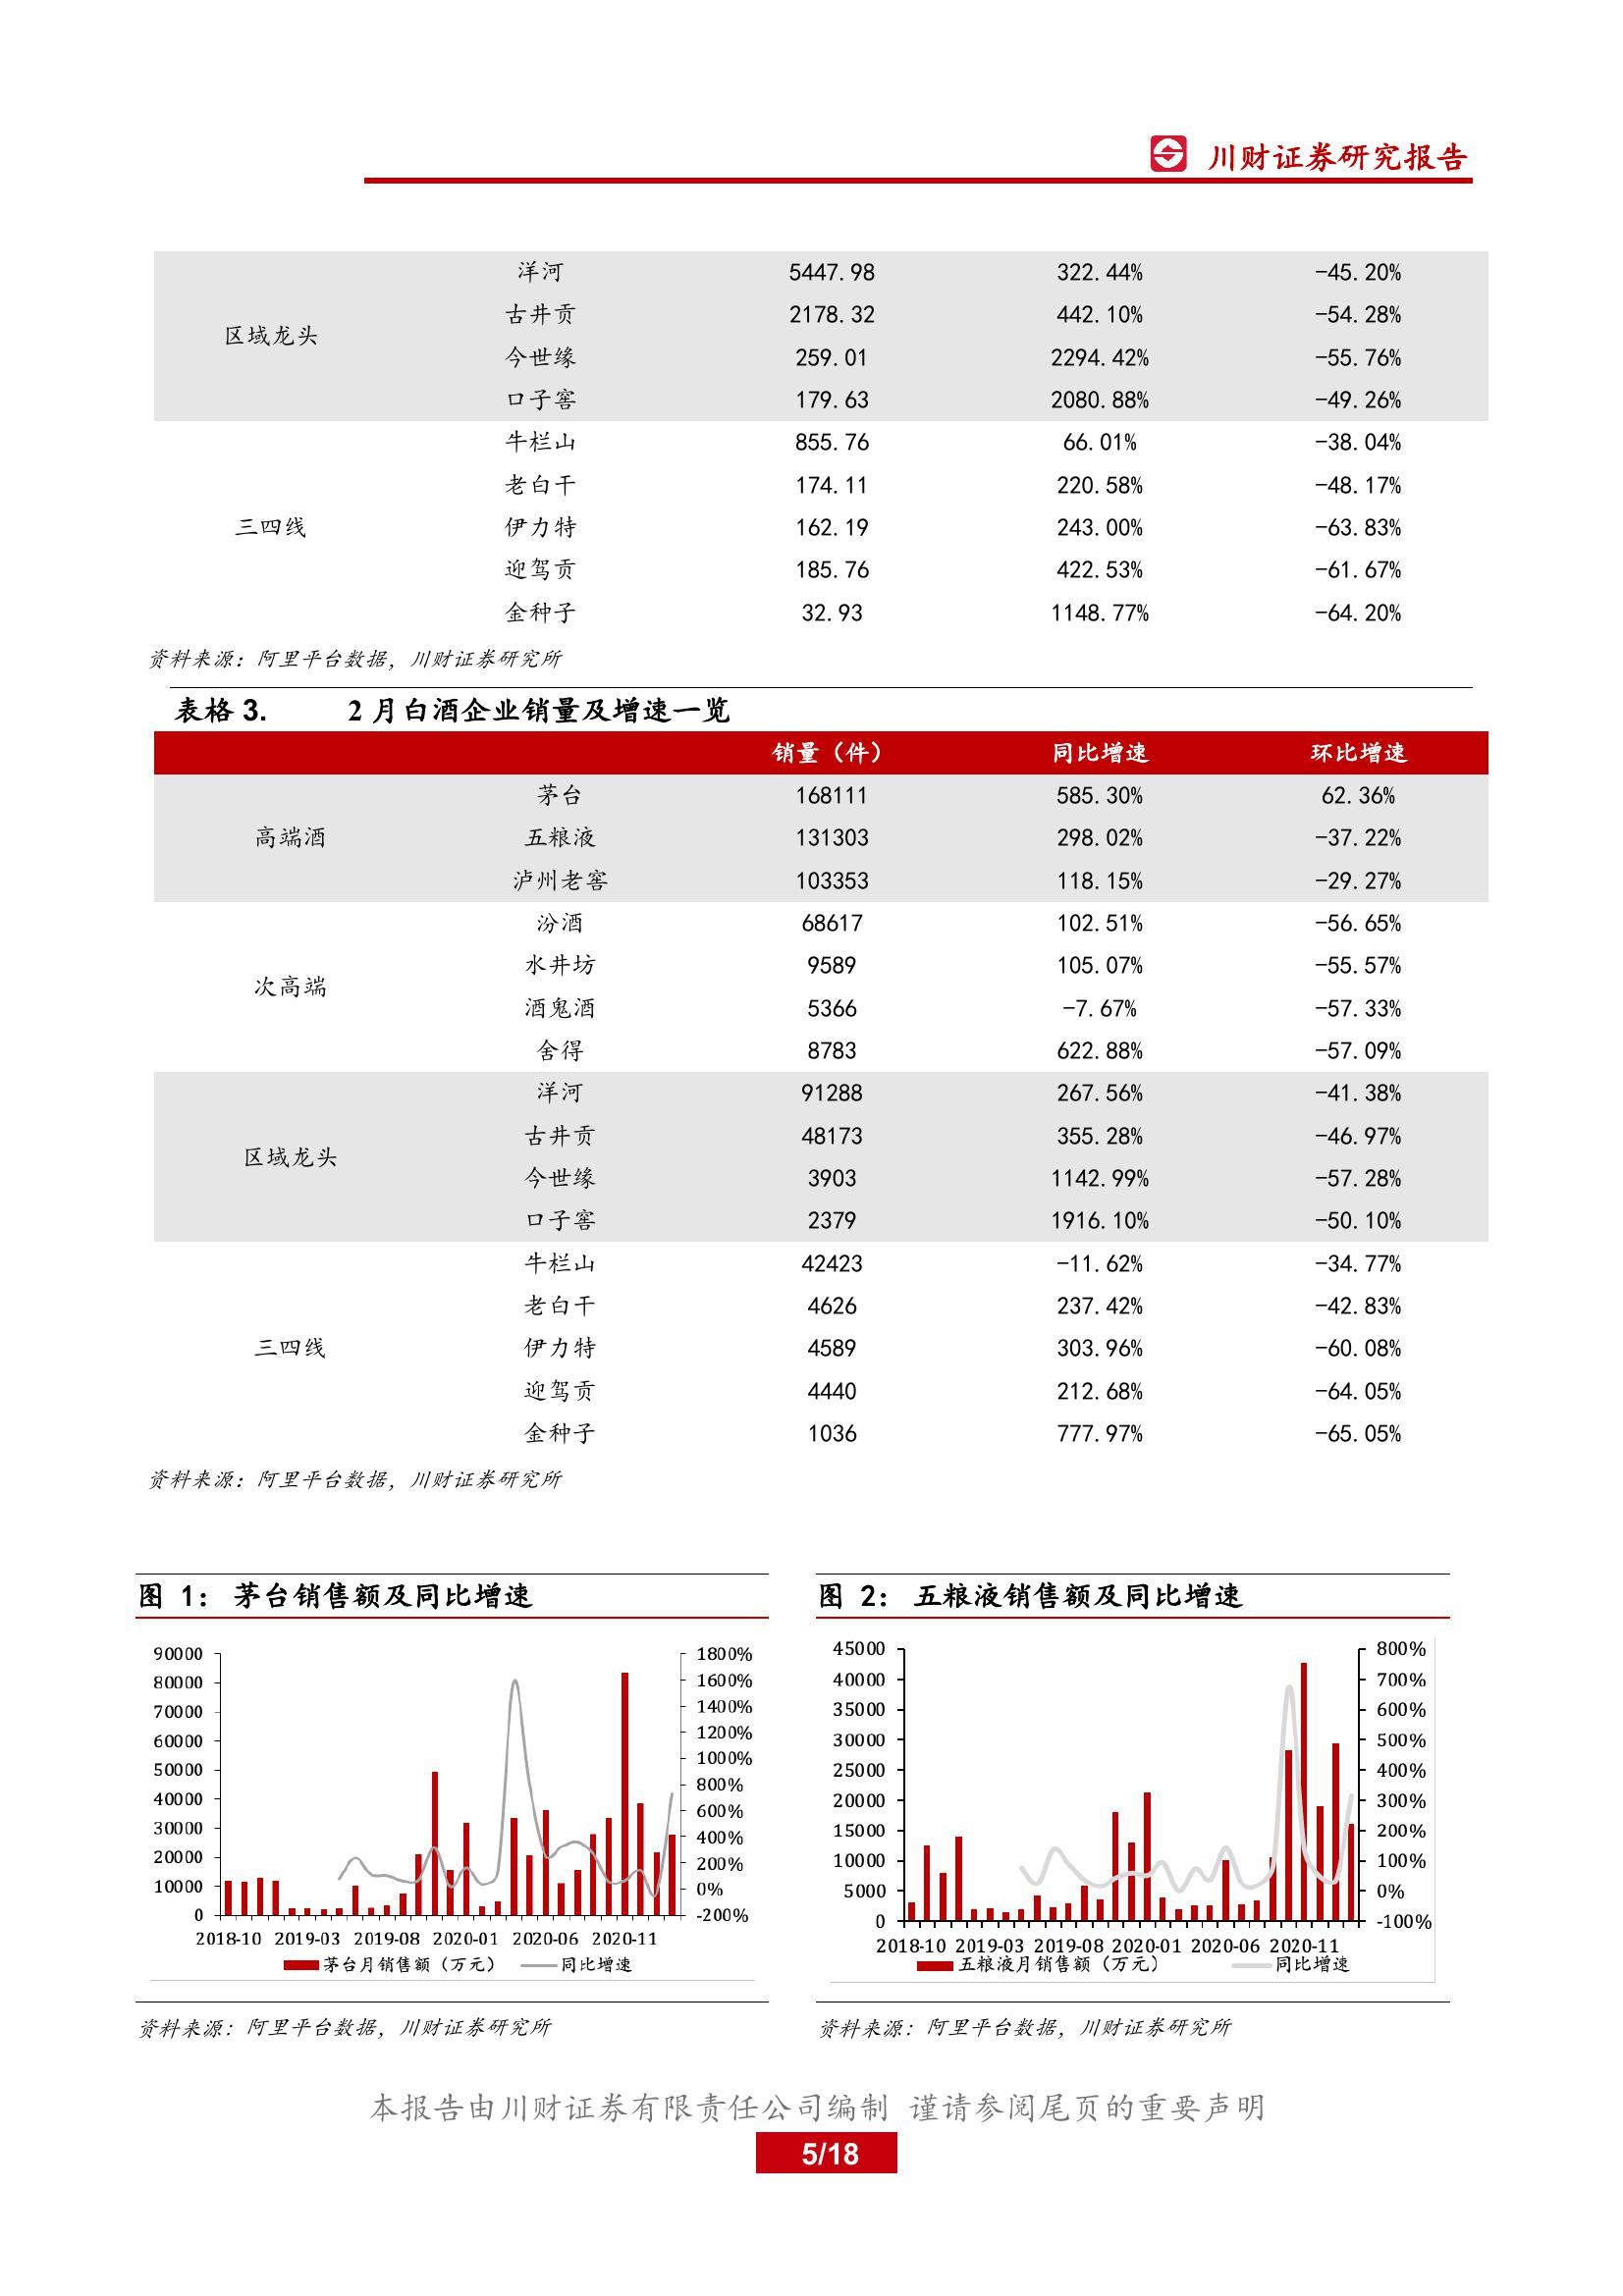 川财证券研究报告
洋河 5447.98 322.44% -45.20%
古井贡 2178.32 442.10% -54.28%
区域龙头
今世缘 259.01 2294.42% -55.76%
口子窖 179.63 2080.88% -49.26%
牛栏山 855.76 66.01% -38.04%
老白干 174.11 220.58% -48.17%
三四线 伊力特 162.19 243.00% -63.83%
迎驾贡 185.76 422.53% -61.67%
金种子 32.93 1148.77% -64.20%
资料来源：阿里平台数据，川财证券研究所
表格 3. 2 月白酒企业销量及增速一览
销量（件） 同比增速 环比增速
茅台 168111 585.30% 62.36%
高端酒 五粮液 131303 298.02% -37.22%
泸州老窖 103353 118.15% -29.27%
汾酒 68617 102.51% -56.65%
水井坊 9589 105.07% -55.57%
次高端
酒鬼酒 5366 -7.67% -57.33%
舍得 8783 622.88% -57.09%
洋河 91288 267.56% -41.38%
古井贡 48173 355.28% -46.97%
区域龙头
今世缘 3903 1142.99% -57.28%
口子窖 2379 1916.10% -50.10%
牛栏山 42423 -11.62% -34.77%
老白干 4626 237.42% -42.83%
三四线 伊力特 4589 303.96% -60.08%
迎驾贡 4440 212.68% -64.05%
金种子 1036 777.97% -65.05%
资料来源：阿里平台数据，川财证券研究所
图 1： 茅台销售额及同比增速
90000 1800%
80000 1600%
70000 1400%
60000 1200%
50000 1000%
40000 800%
30000 600%
20000 400%
10000 200%
0 0%
-200%
2018-10 2019-03 2019-08 2020-01 2020-06 2020-11
茅台月销售额（万元） 同比增速
资料来源：阿里平台数据，川财证券研究所
图 2： 五粮液销售额及同比增速
45000 800%
40000 700%
35000 600%
30000 500%
25000 400%
20000 300%
15000 200%
10000 100%
5000 0%
0 -100%
2018-10 2019-03 2019-08 2020-01 2020-06 2020-11
五粮液月销售额（万元） 同比增速
资料来源：阿里平台数据，川财证券研究所
本报告由川财证券有限责任公司编制 谨请参阅尾页的重要声明
5/18